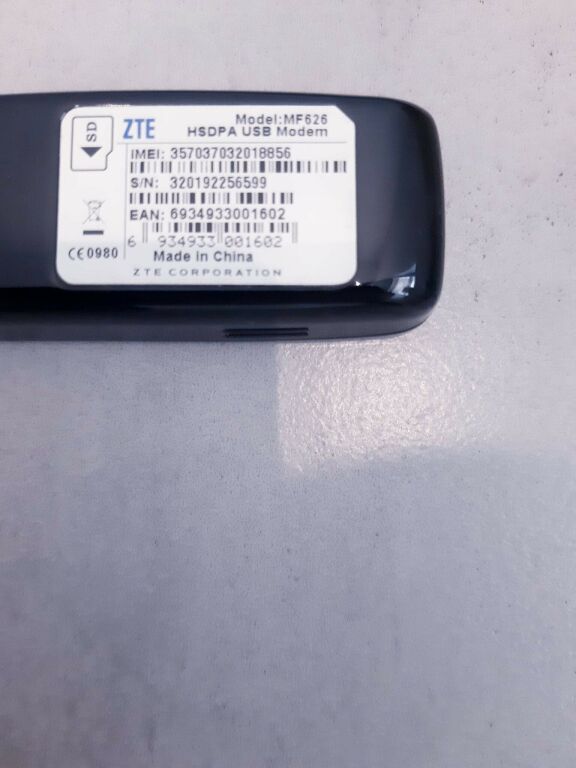 SD
ZTE Model:MF626
HSDPA USB Modem
IMEI: 357037032018856
S/N: 320192256599
EAN: 6934933001602
6 934933 001602
CE0980 Made in China
ZTE CORPORATION